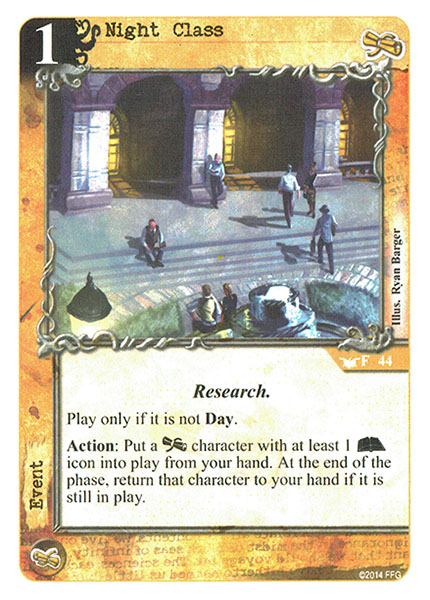 1
Night Class
Illus. Ryan Barger
F 44
Research.
Play only if it is not Day.
Action: Put a character with at least 1
icon into play from your hand. At the end of the
phase, return that character to your hand if it is
still in play.
Event
©2014 FFG